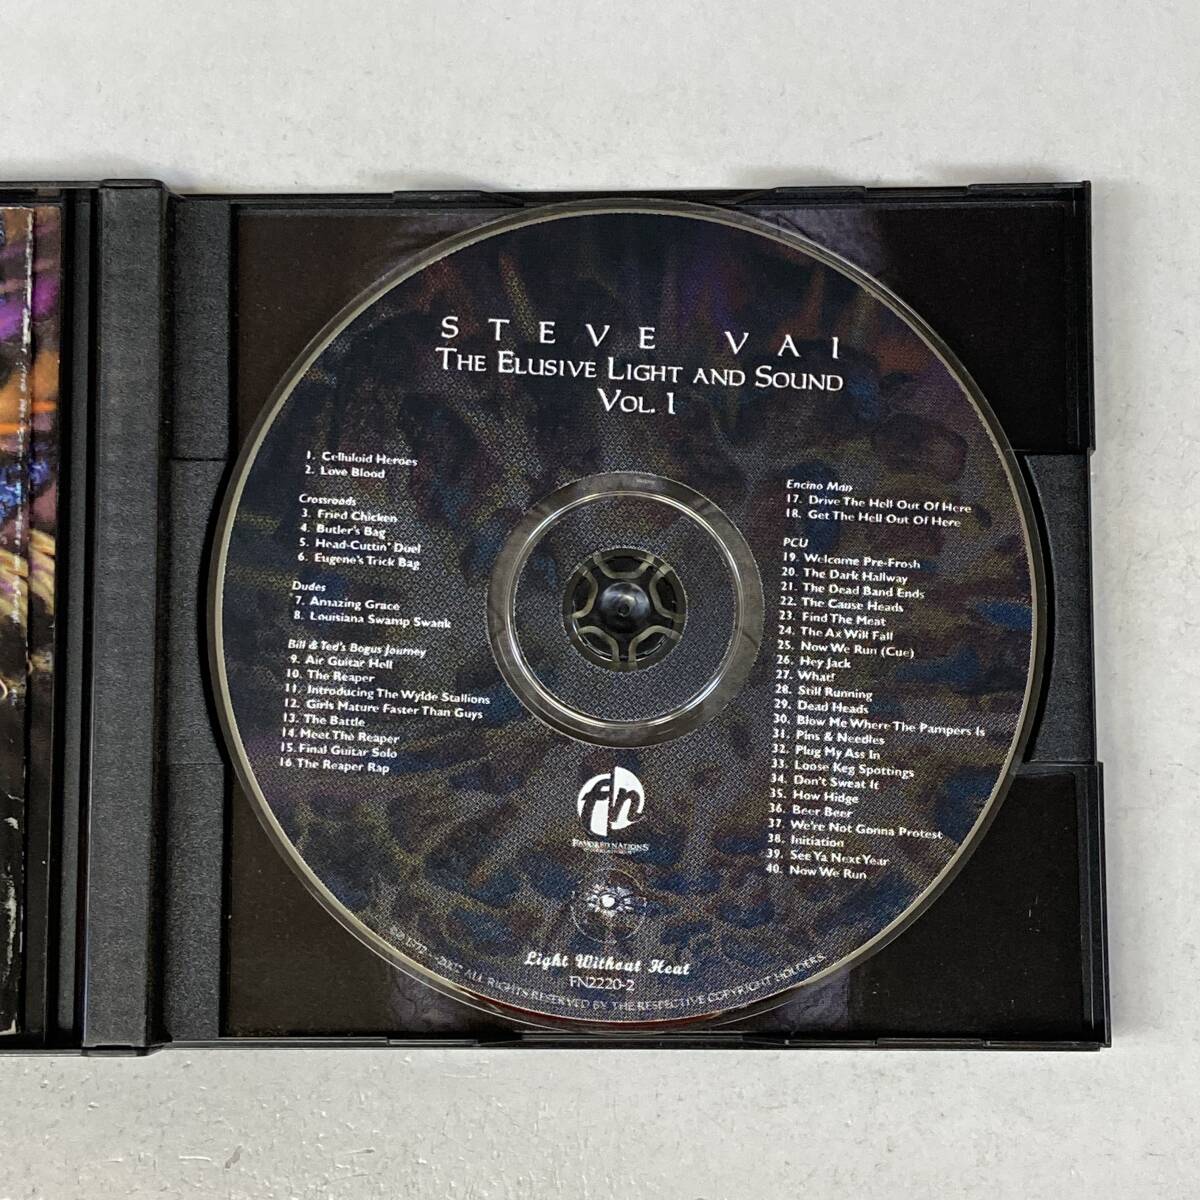 STEVE VAI
THE ELUSIVE LIGHT AND SOUND
VOL. 1
1. Celluloid Heroes
2. Love Blood
Crossroads
3. Fried Chicken
4. Butler's Bag
5. Head-Cuttin' Duel
6. Eugene's Trick Bag
Dudes
7. Amazing Grace
8. Louisiana Swamp Swank
Bill & Ted's Bogus Journey
9. Air Guitar Hell
10. The Reaper
11. Introducing The Wylde Stallions
12. Girls Mature Faster Than Guys
13. The Battle
14. Meet The Reaper
15. Final Guitar Solo
16 The Reaper Rap
Encino Man
17. Drive The Hell Out Of Here
18. Get The Hell Out Of Here
PCU
19. Welcome Pre-Frosh
20. The Dark Hallway
21. The Dead Band Ends
22. The Cause Heads
23. Find The Meat
24. The Ax Will Fall
25. Now We Run (Cue)
26. Hey Jack
27. What!
28. Still Running
29. Dead Heads
30. Blow Me Where The Pampers Is
31. Pins & Needles
32. Plug My Ass In
33. Loose Keg Spottings
34. Don't Sweat It
35. How Hidge
36. Beer Beer
37. We're Not Gonna Protest
38. Initiation
39. See Ya Next Year
40. Now We Run
fn
FAVORED NATIONS
Light Without Heat
FN2220-2
ALL RIGHTS RESERVED BY THE RESPECTIVE COPYRIGHT HOLDERS.